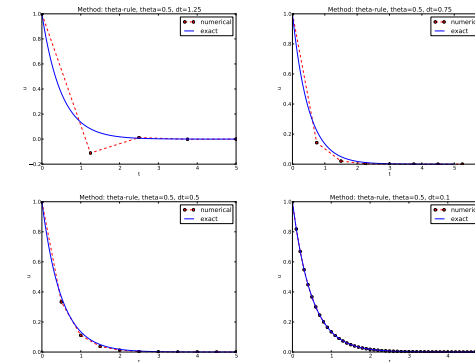 Method: theta-rule, theta=0.5, dt=1.25
numerical
exact
u
1.0
0.8
0.6
0.4
0.2
0.0
−0.2
0 1 2 3 4 5
t
Method: theta-rule, theta=0.5, dt=0.75
numeric
exact
u
1.0
0.8
0.6
0.4
0.2
0.0
0 1 2 3 4
t
Method: theta-rule, theta=0.5, dt=0.5
numerical
exact
u
1.0
0.8
0.6
0.4
0.2
0.0
0 1 2 3 4 5
Method: theta-rule, theta=0.5, dt=0.1
numeric
exact
u
1.0
0.8
0.6
0.4
0.2
0.0
0 1 2 3 4